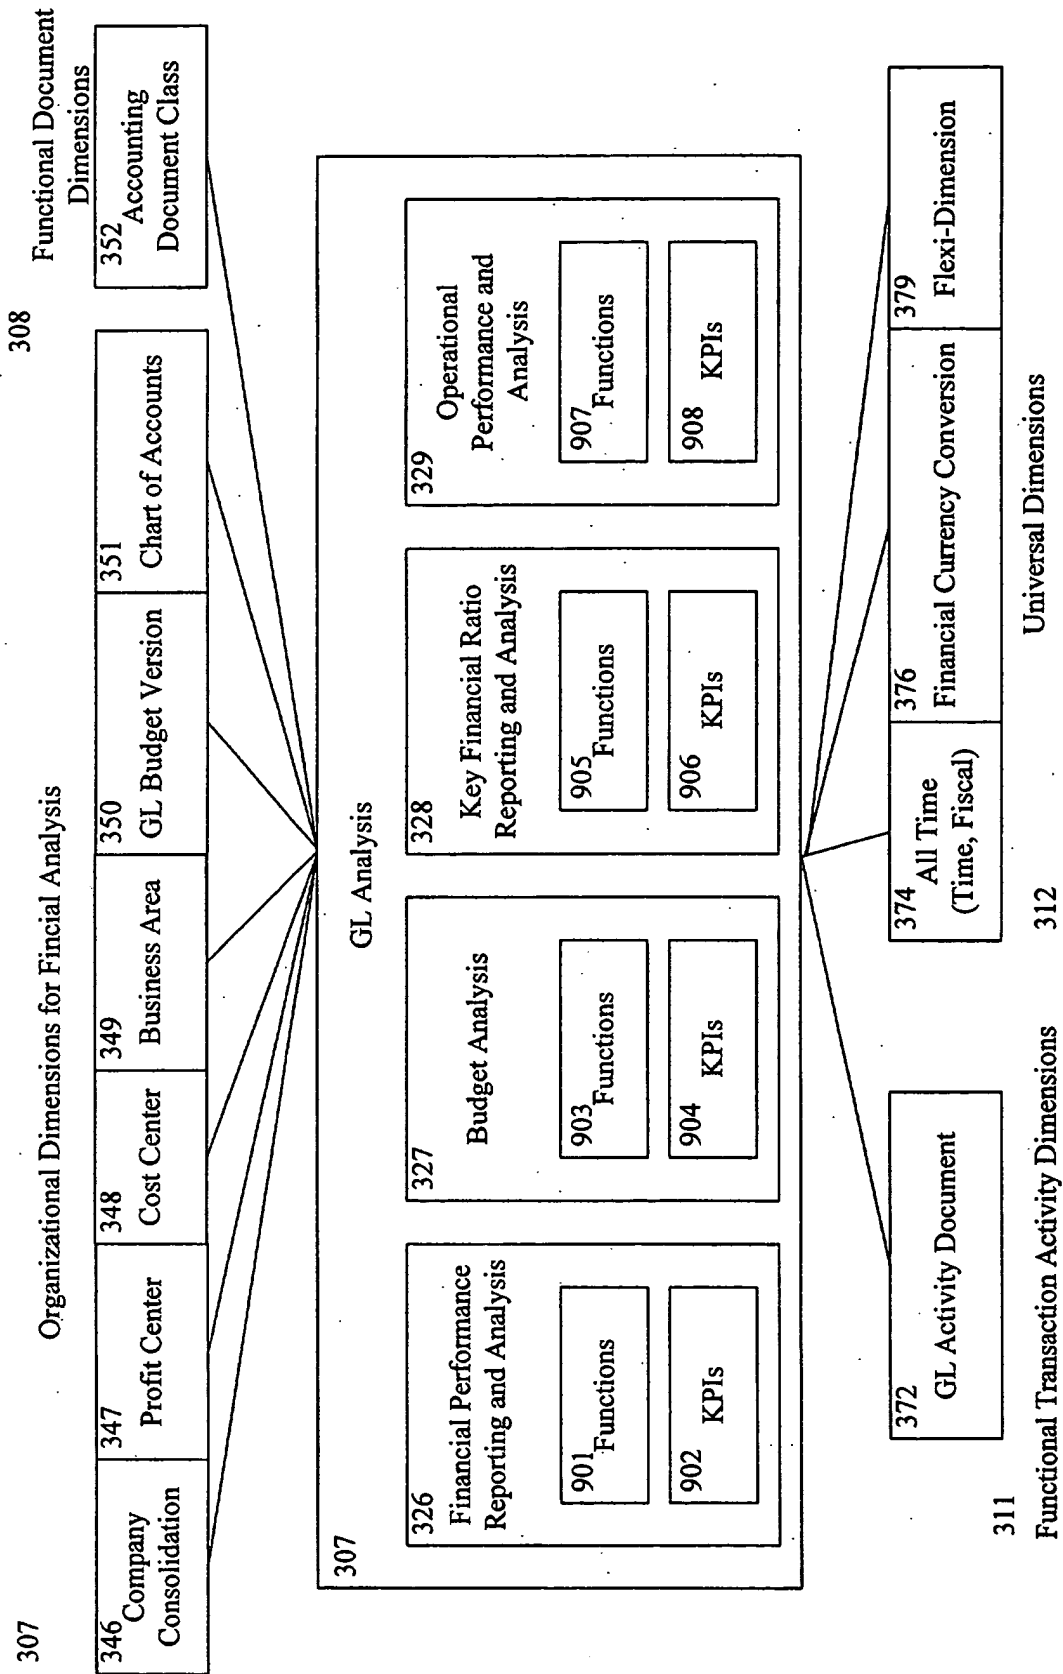 307
Organizational Dimensions for Fincial Analysis
308
Functional Document
Dimensions
346
Company
Consolidation
347
Profit Center
348
Cost Center
349
Business Area
350
GL Budget Version
351
Chart of Accounts
352
Accounting
Document Class
307
GL Analysis
326
Financial Performance
Reporting and Analysis
901
Functions
902
KPIs
327
Budget Analysis
903
Functions
904
KPIs
328
Key Financial Ratio
Reporting and Analysis
905
Functions
906
KPIs
329
Operational
Performance and
Analysis
907
Functions
908
KPIs
372
GL Activity Document
374
All Time
(Time, Fiscal)
376
Financial Currency Conversion
379
Flexi-Dimension
311
Functional Transaction Activity Dimensions
312
Universal Dimensions